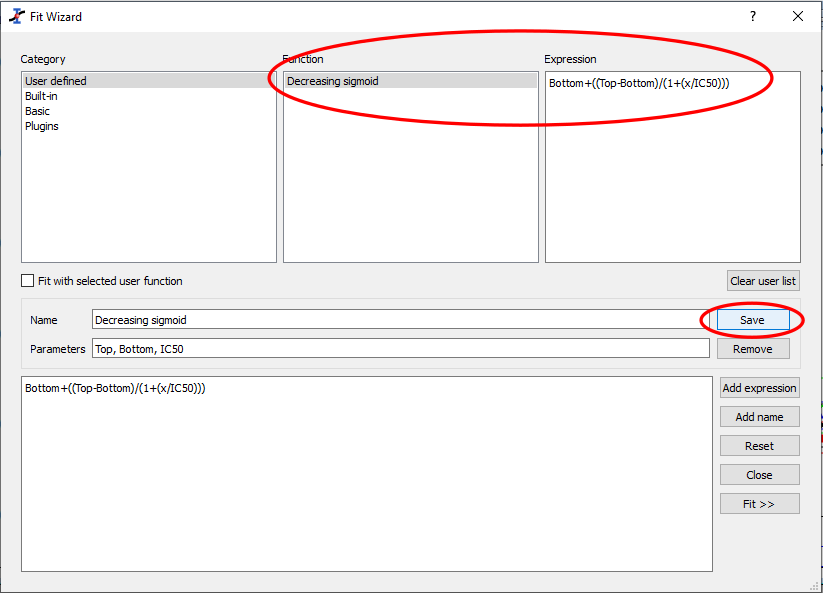 Fit Wizard
?
Category
Function
Expression
User defined
Built-in
Basic
Plugins
Decreasing sigmoid
Bottom+((Top-Bottom)/(1+(x/IC50)))
Fit with selected user function
Clear user list
Name
Decreasing sigmoid
Save
Parameters
Top, Bottom, IC50
Remove
Bottom+((Top-Bottom)/(1+(x/IC50)))
Add expression
Add name
Reset
Close
Fit >>